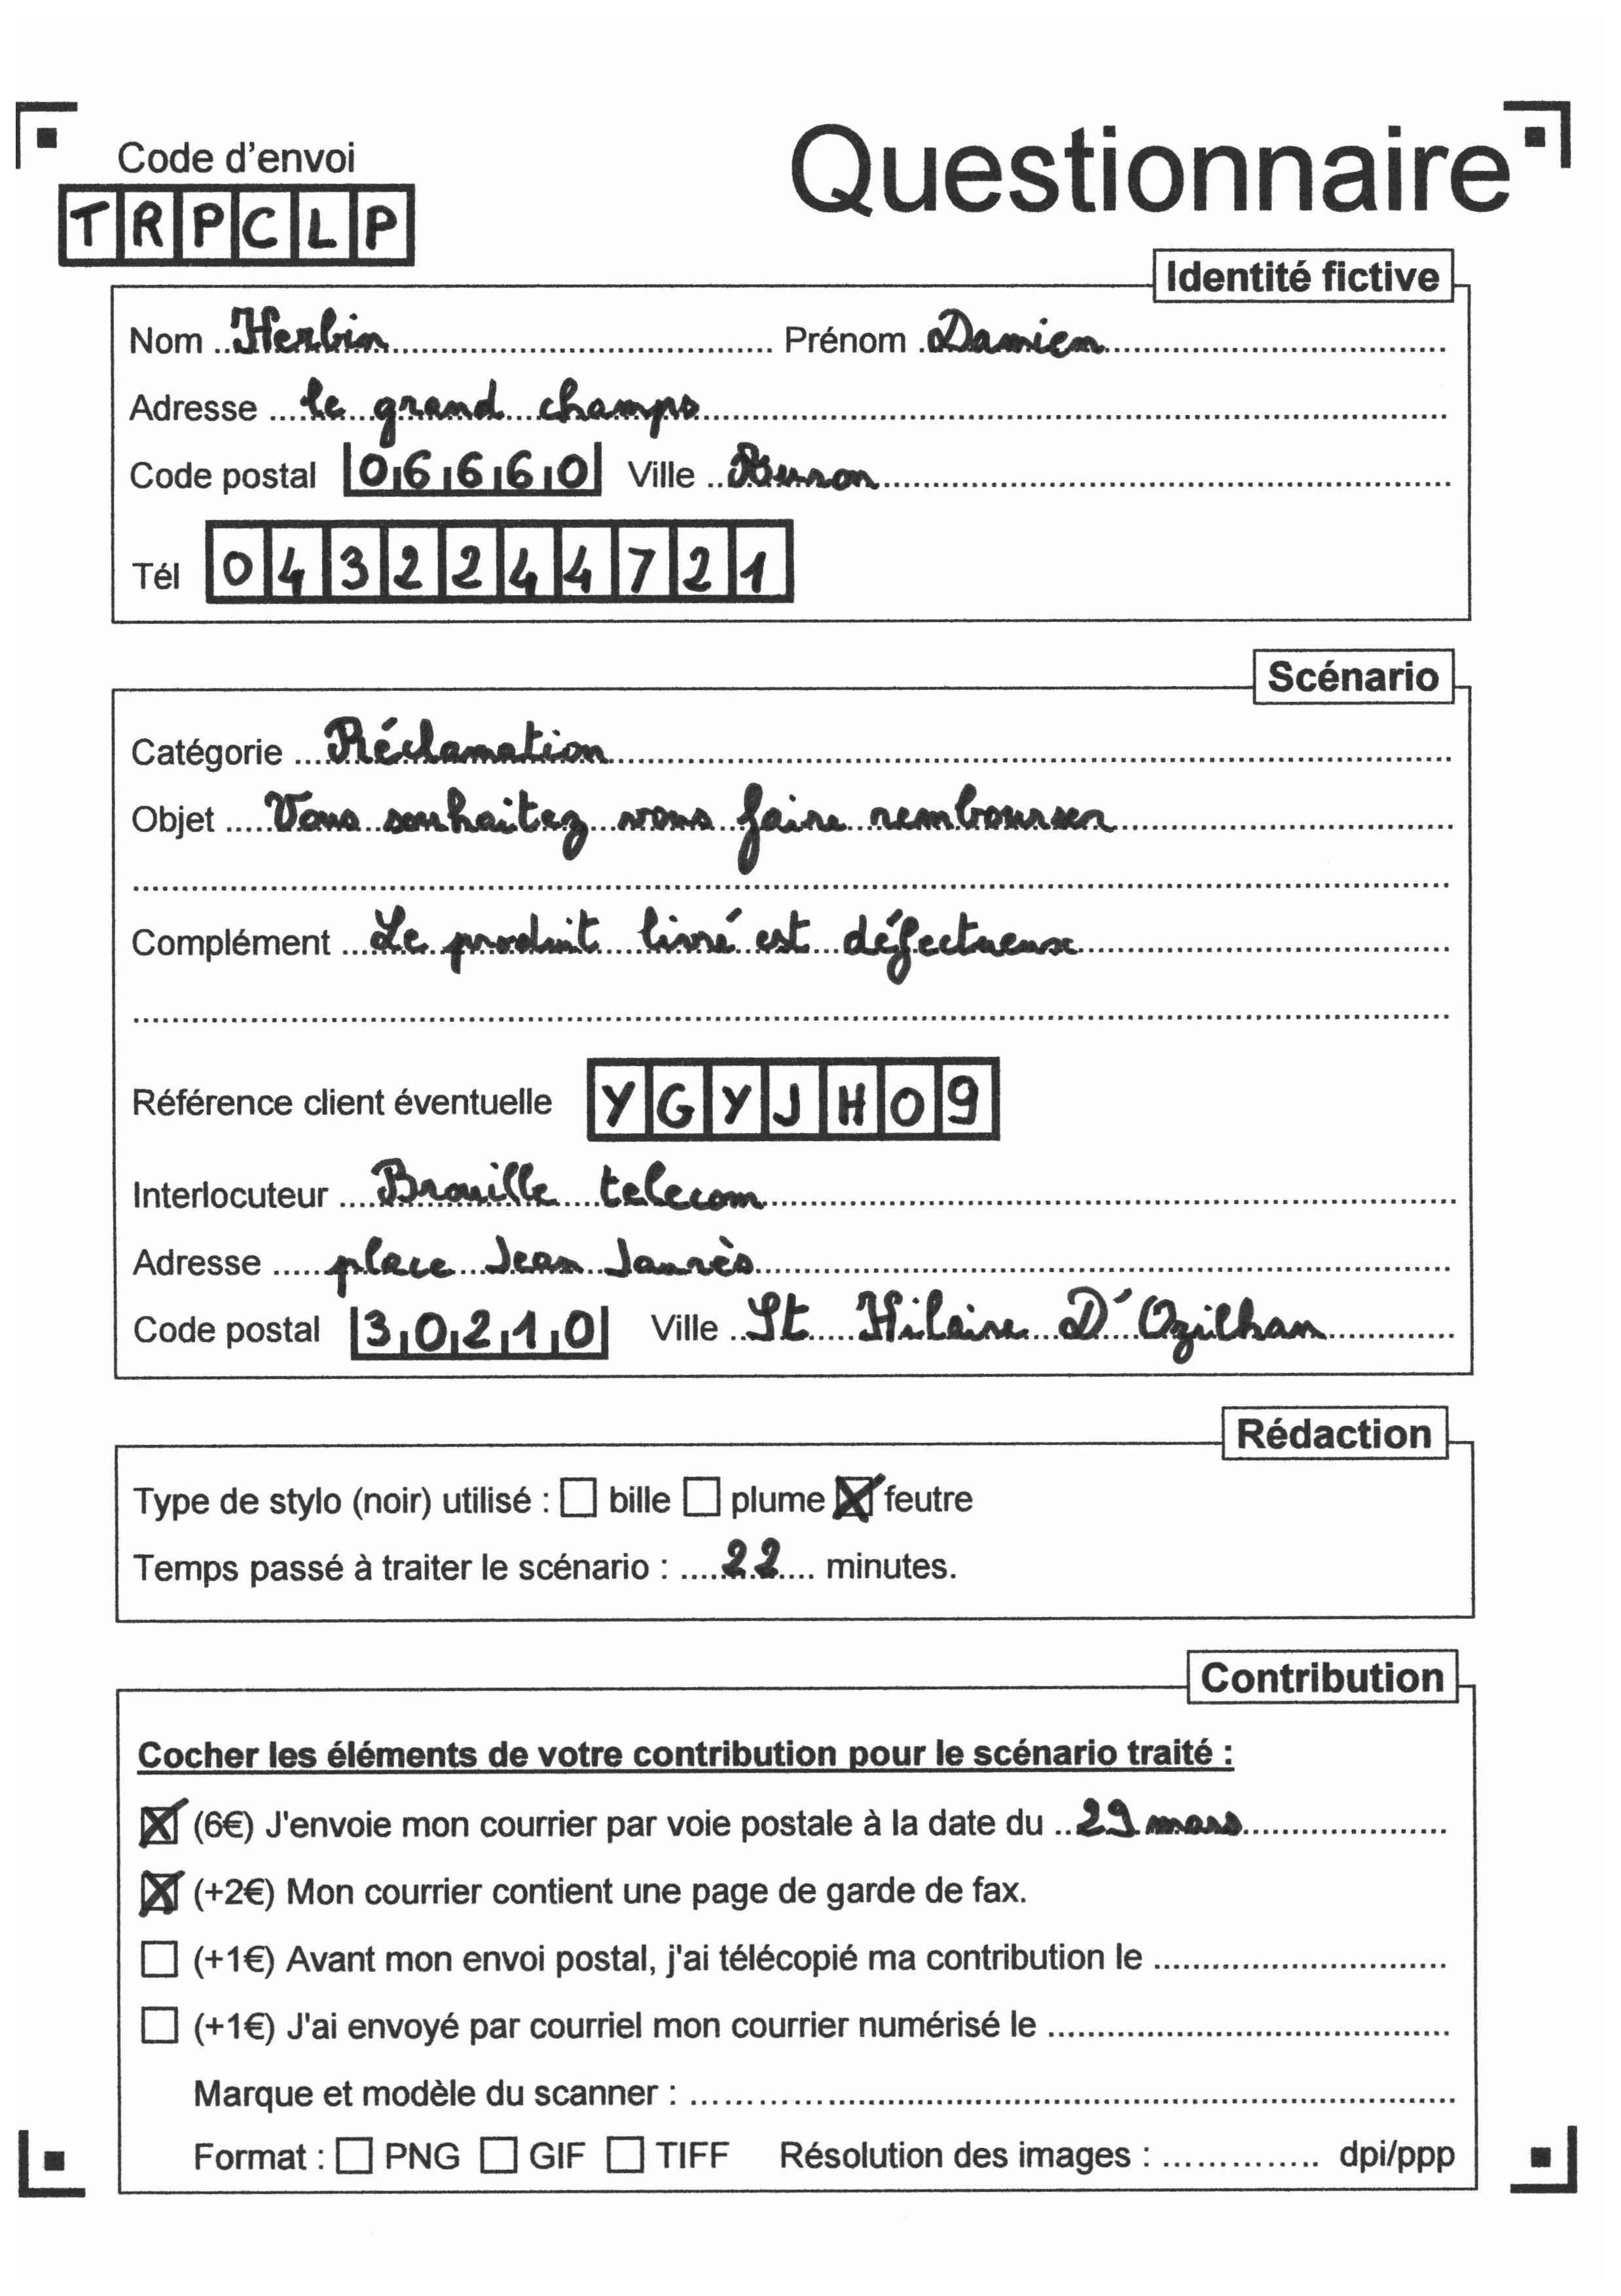 Questionnaire
Code d'envoi
TRPCLP
Identité fictive
Nom Herbin Prénom Damien
Adresse le grand champs
Code postal 06660 Ville
Tél 0432244721
Scénario
Catégorie Réclamation
Objet Vous souhaitez vous faire rembourser
Complément Le produit livré est défectueux
Référence client éventuelle YGYJH09
Interlocuteur Brouille telecom
Adresse place Jean Jaurès
Code postal 30210 Ville St Hilaire D'Ozilhan
Rédaction
Type de stylo (noir) utilisé : bille plume feutre
Temps passé à traiter le scénario : 22 minutes.
Contribution
Cocher les éléments de votre contribution pour le scénario traité :
(6€) J'envoie mon courrier par voie postale à la date du 29 mars
(+2€) Mon courrier contient une page de garde de fax.
(+1€) Avant mon envoi postal, j'ai télécopié ma contribution le
(+1€) J'ai envoyé par courriel mon courrier numérisé le
Marque et modèle du scanner :
Format : PNG GIF TIFF Résolution des images : dpi/ppp